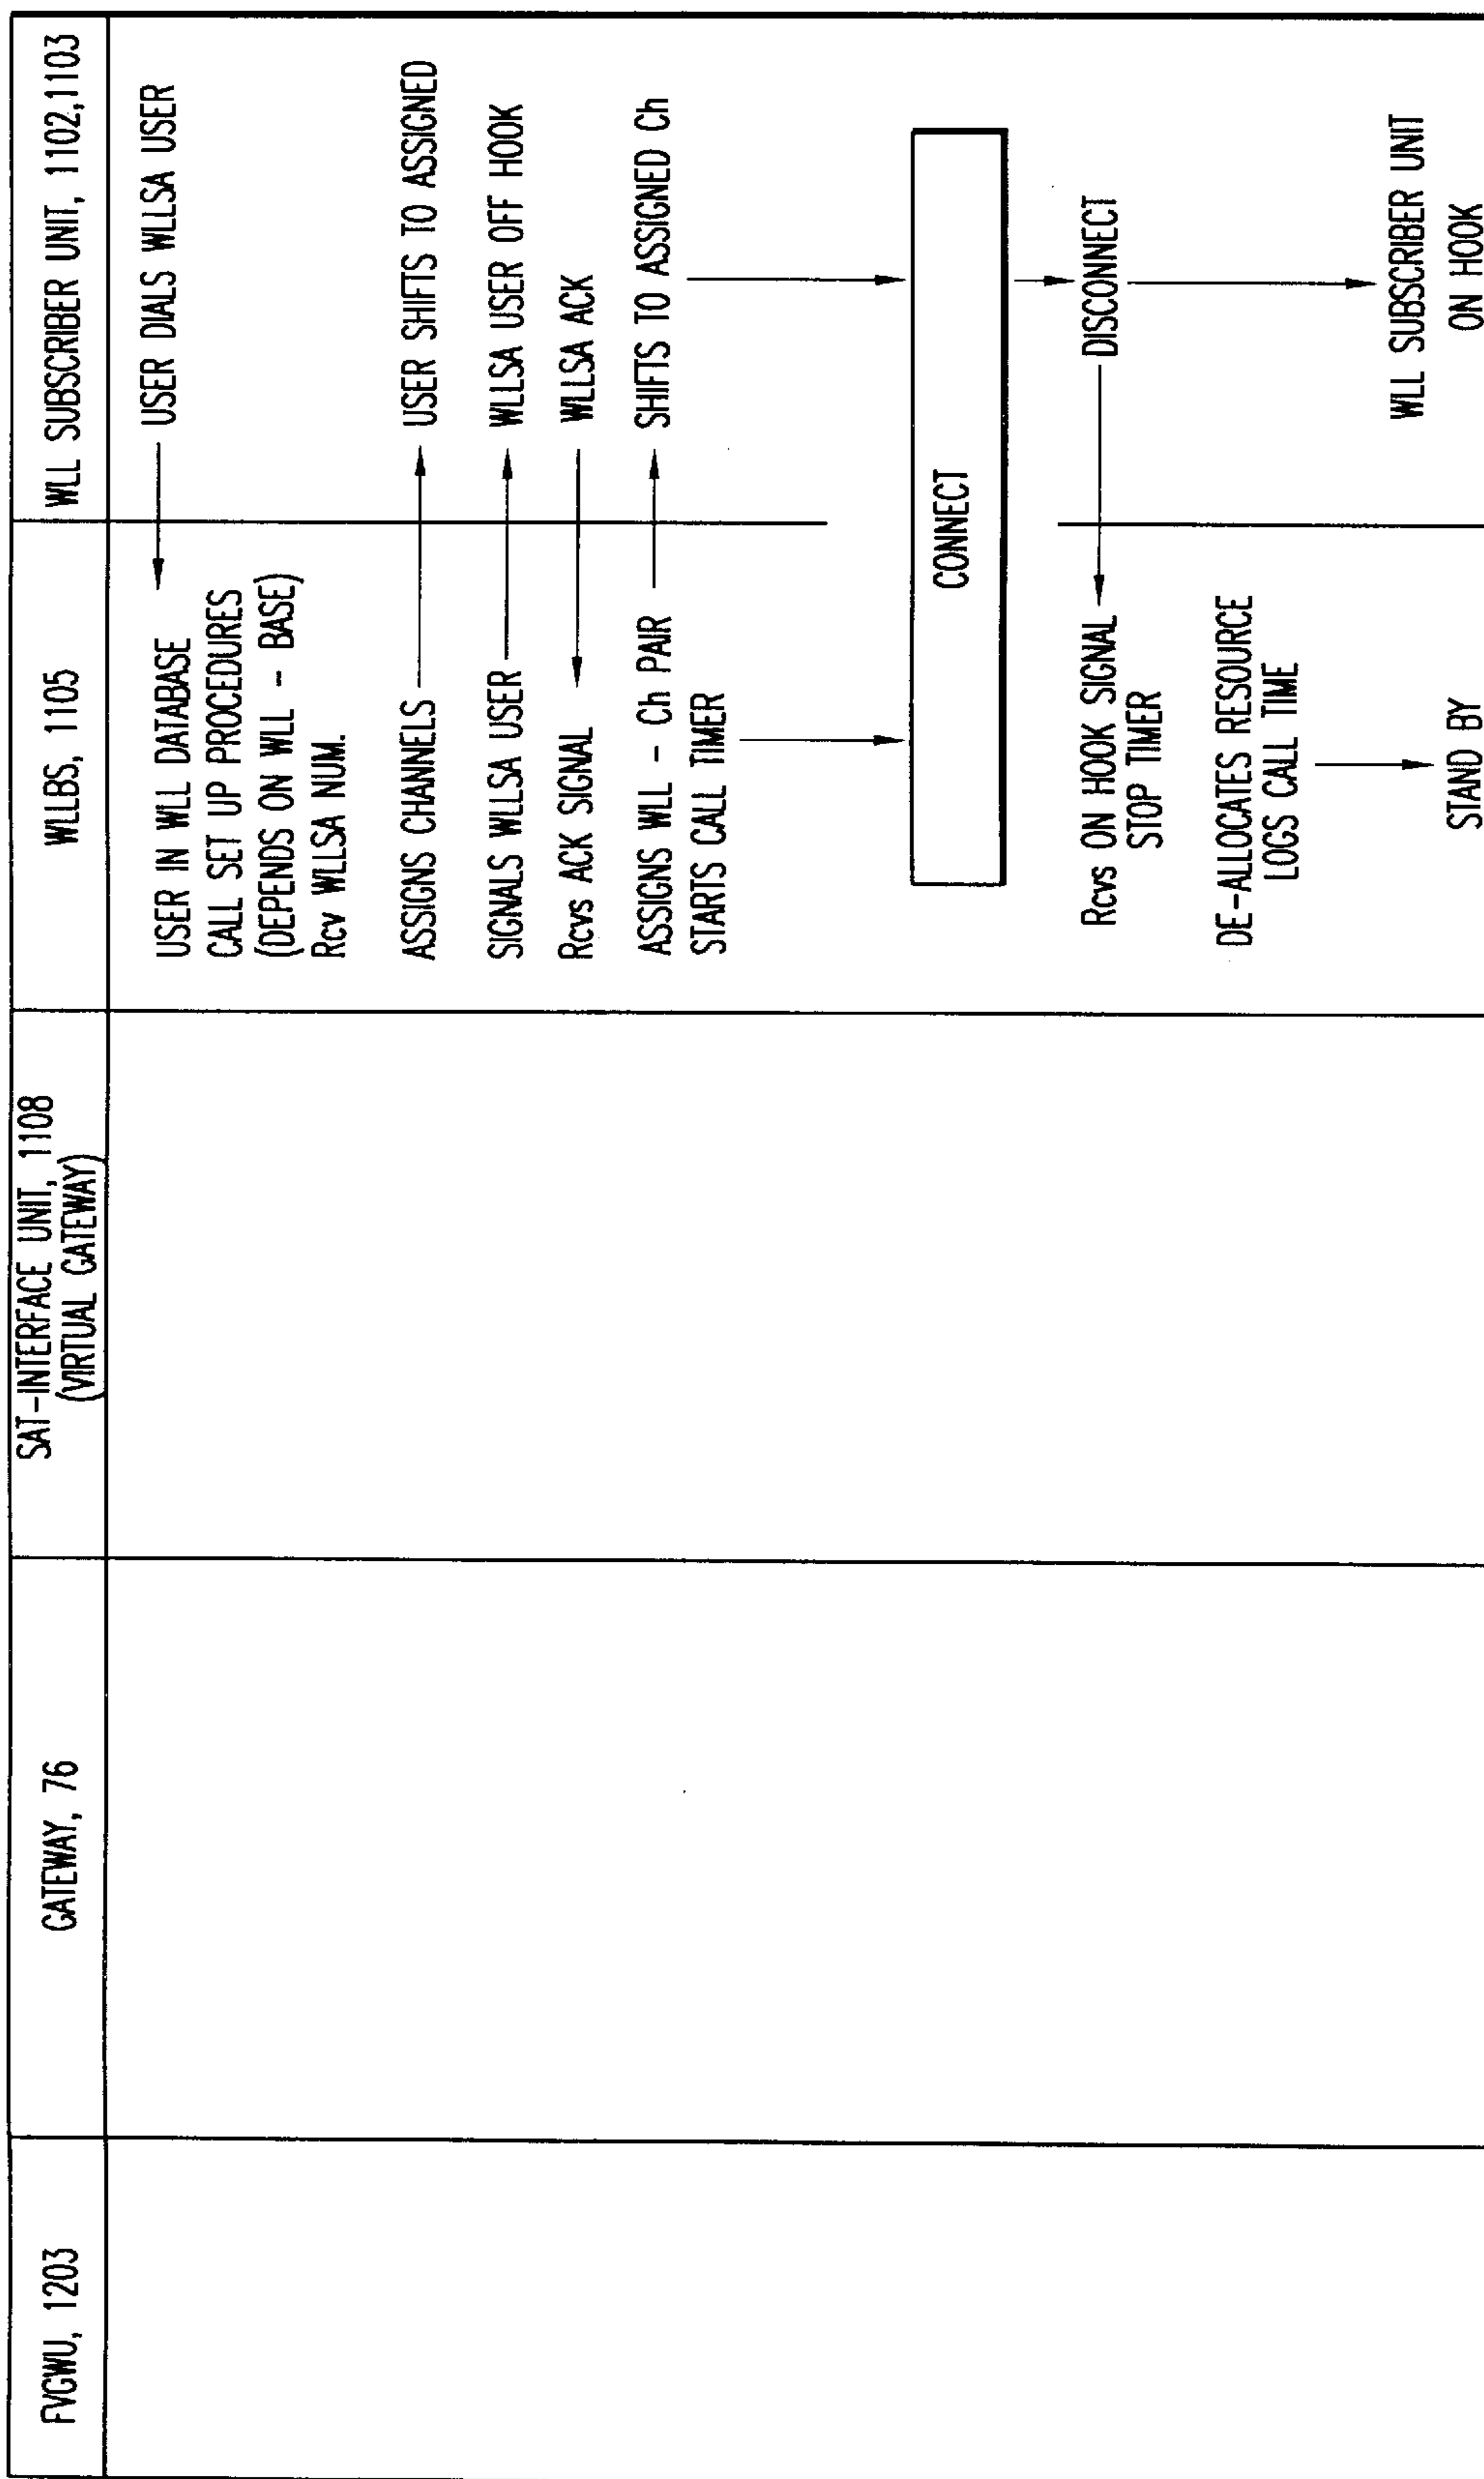 FVGWU, 1203
GATEWAY, 76
SAT-INTERFACE UNIT, 1108
(VIRTUAL GATEWAY)
WLLBS, 1105
WLL SUBSCRIBER UNIT, 1102,1103
USER IN WLL DATABASE
CALL SET UP PROCEDURES
(DEPENDS ON WLL - BASE)
Rcv WLLSA NUM.
USER DIALS WLLSA USER
ASSIGNS CHANNELS
USER SHIFTS TO ASSIGNED
SIGNALS WLLSA USER
WLLSA USER OFF HOOK
Rcvs ACK SIGNAL
WLLSA ACK
ASSIGNS WLL - Ch PAIR
STARTS CALL TIMER
SHIFTS TO ASSIGNED Ch
CONNECT
Rcvs ON HOOK SIGNAL
STOP TIMER
DISCONNECT
DE-ALLOCATES RESOURCE
LOGS CALL TIME
STAND BY
WLL SUBSCRIBER UNIT
ON HOOK